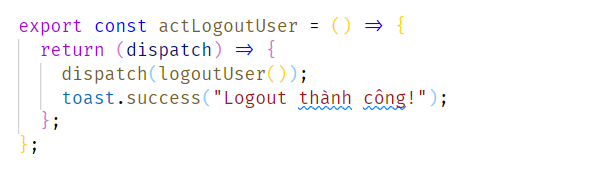 export const actLogoutUser = () => {
return (dispatch) => {
dispatch(logoutUser());
toast.success("Logout thành công!");
};
};